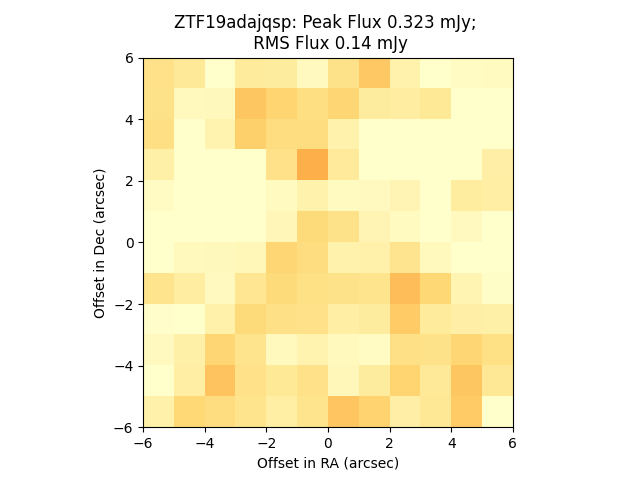 ZTF19adajqsp: Peak Flux 0.323 mJy;
RMS Flux 0.14 mJy
6
4
2
0
−2
−4
−6
Offset in Dec (arcsec)
−6 −4 −2 0 2 4 6
Offset in RA (arcsec)